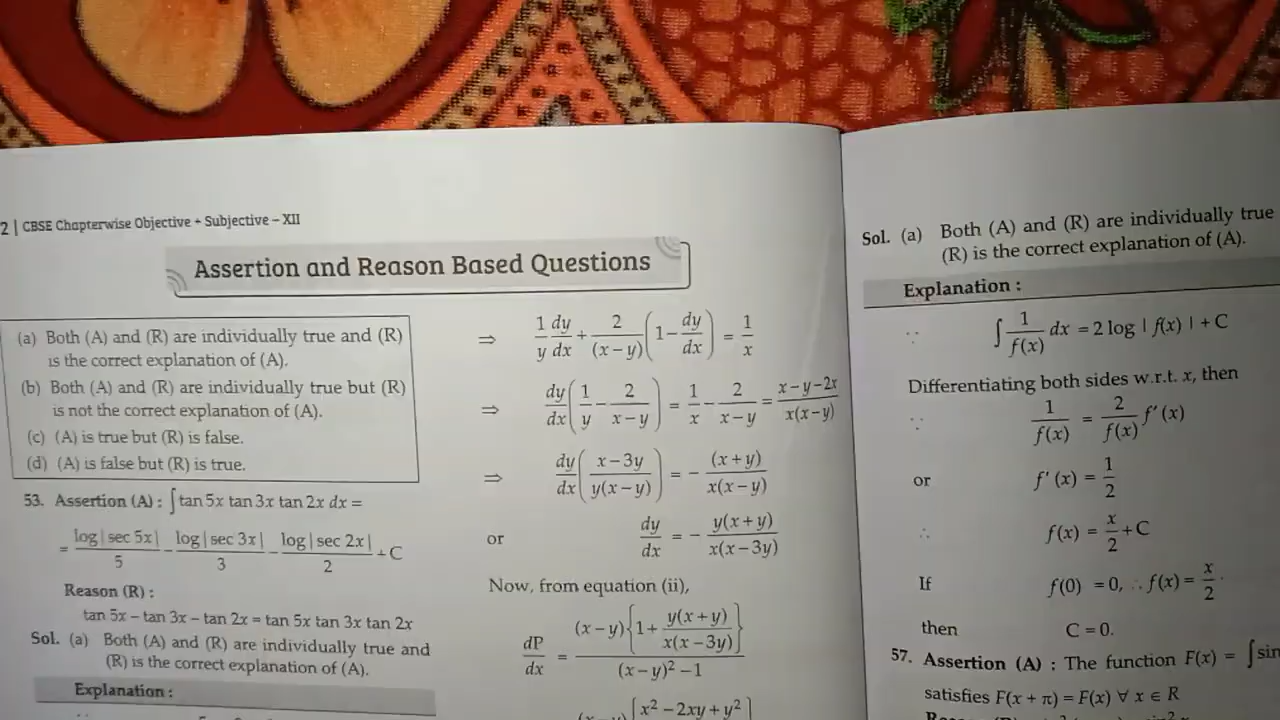 2 | CBSE Chapterwise Objective + Subjective – XII
Assertion and Reason Based Questions
(a) Both (A) and (R) are individually true and (R)
is the correct explanation of (A).
(b) Both (A) and (R) are individually true but (R)
is not the correct explanation of (A).
(c) (A) is true but (R) is false.
(d) (A) is false but (R) is true.
53. Assertion (A) : ∫ tan 5x tan 3x tan 2x dx =
= log|sec 5x|/5 – log|sec 3x|/3 – log|sec 2x|/2 + C
Reason (R) :
tan 5x – tan 3x – tan 2x = tan 5x tan 3x tan 2x
Sol. (a) Both (A) and (R) are individually true and
(R) is the correct explanation of (A).
Explanation :
⇒ 1/y dy/dx + 2/(x – y) (1 – dy/dx) = 1/x
⇒ dy/dx (1/y – 2/(x – y)) = 1/x – 2/(x – y) = (x – y – 2x)/(x(x – y))
⇒ dy/dx ((x – 3y)/(y(x – y))) = – (x + y)/(x(x – y))
or dy/dx = – y(x + y)/(x(x – 3y))
Now, from equation (ii),
dP/dx = (x – y){1 + y(x + y)/(x(x – 3y))}/((x – y)² – 1)
x² – 2xy + y²
Sol. (a) Both (A) and (R) are individually true
(R) is the correct explanation of (A).
Explanation :
∵ ∫ 1/f(x) dx = 2 log | f(x) | + C
Differentiating both sides w.r.t. x, then
∵ 1/f(x) = 2/f(x) f'(x)
or f'(x) = 1/2
∴ f(x) = x/2 + C
If f(0) = 0, ∴ f(x) = x/2.
then C = 0.
57. Assertion (A) : The function F(x) = ∫ sin
satisfies F(x + π) = F(x) ∀ x ∈ R